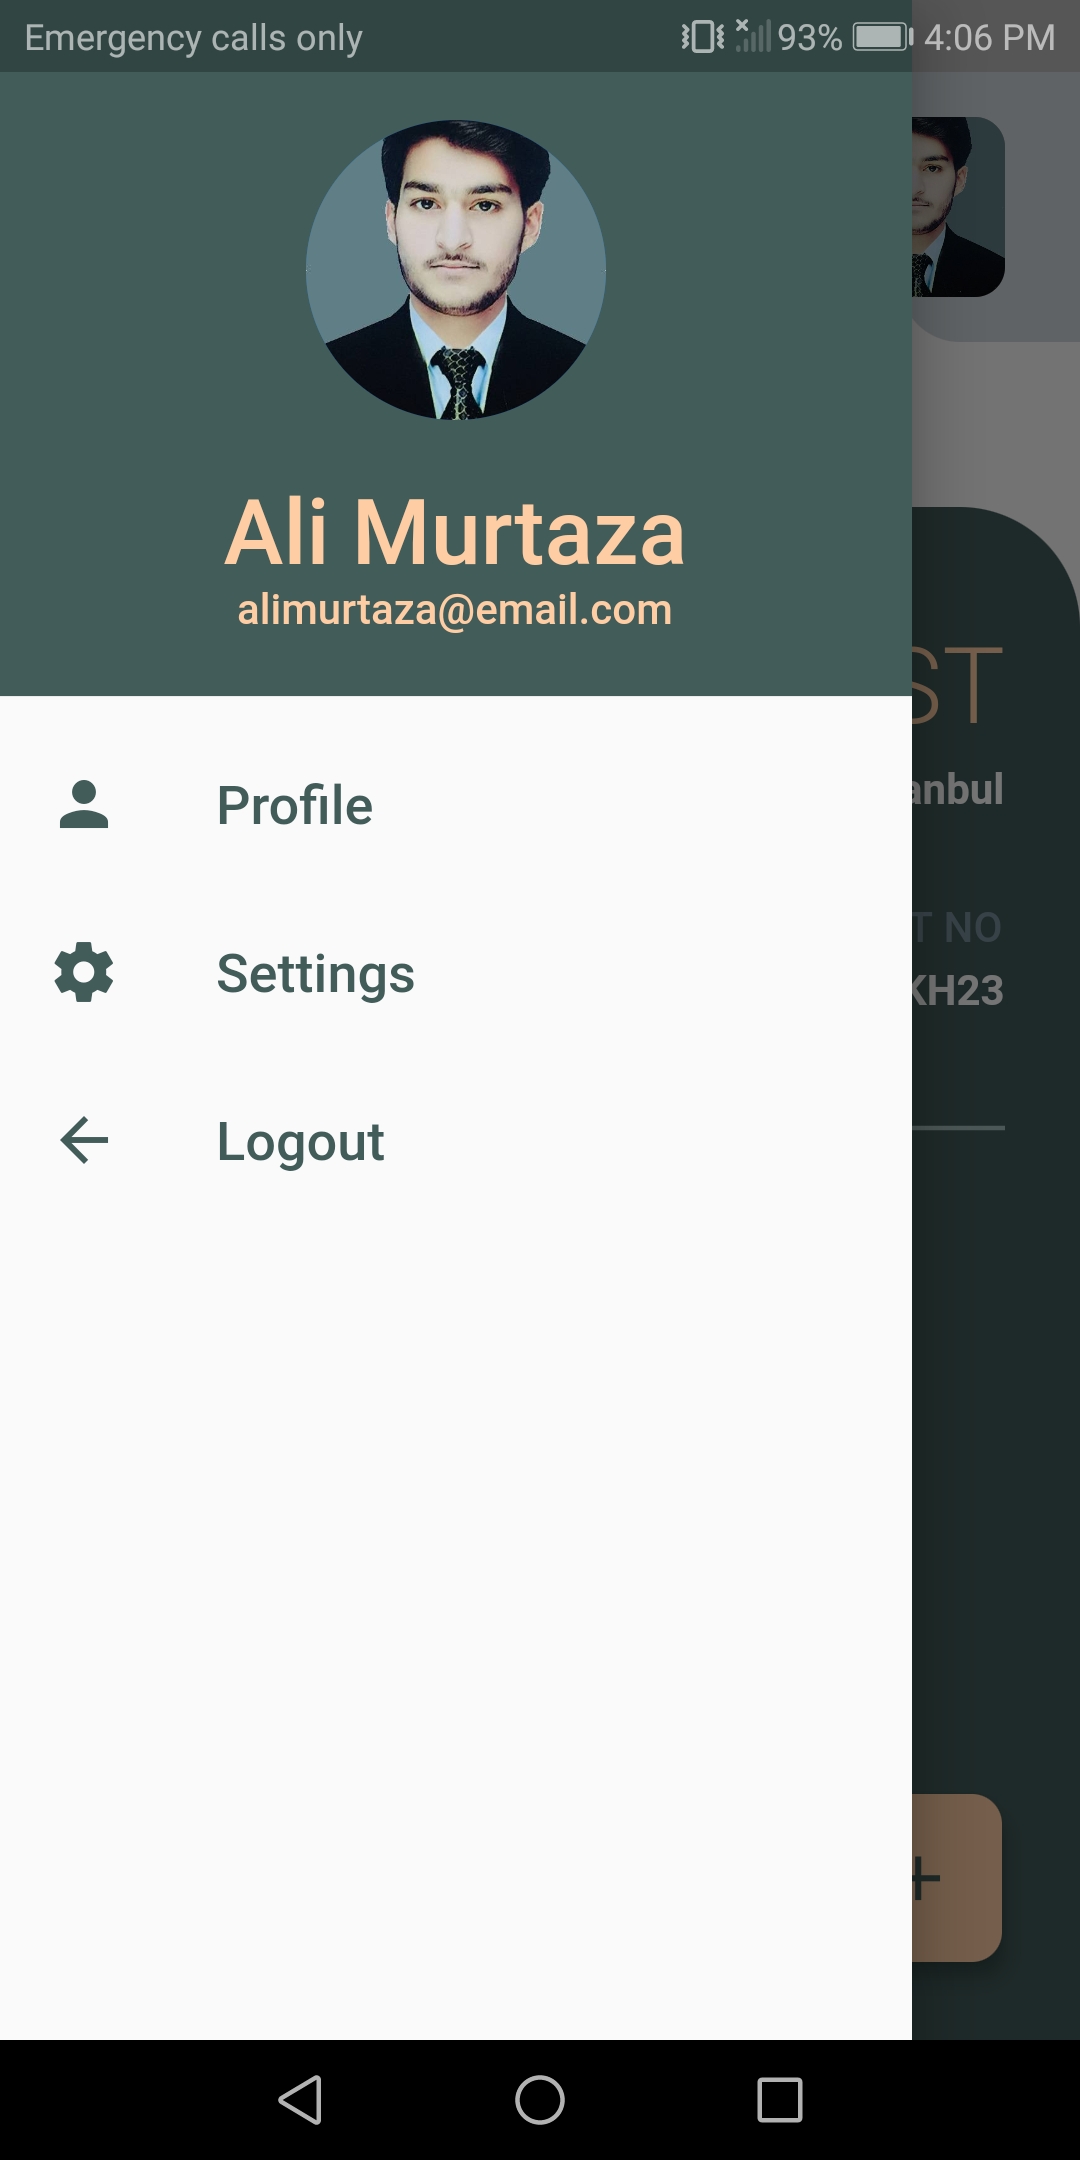 Emergency calls only 93% 4:06 PM
Ali Murtaza
alimurtaza@email.com
ST
anbul
T NO
KH23
Profile
Settings
Logout